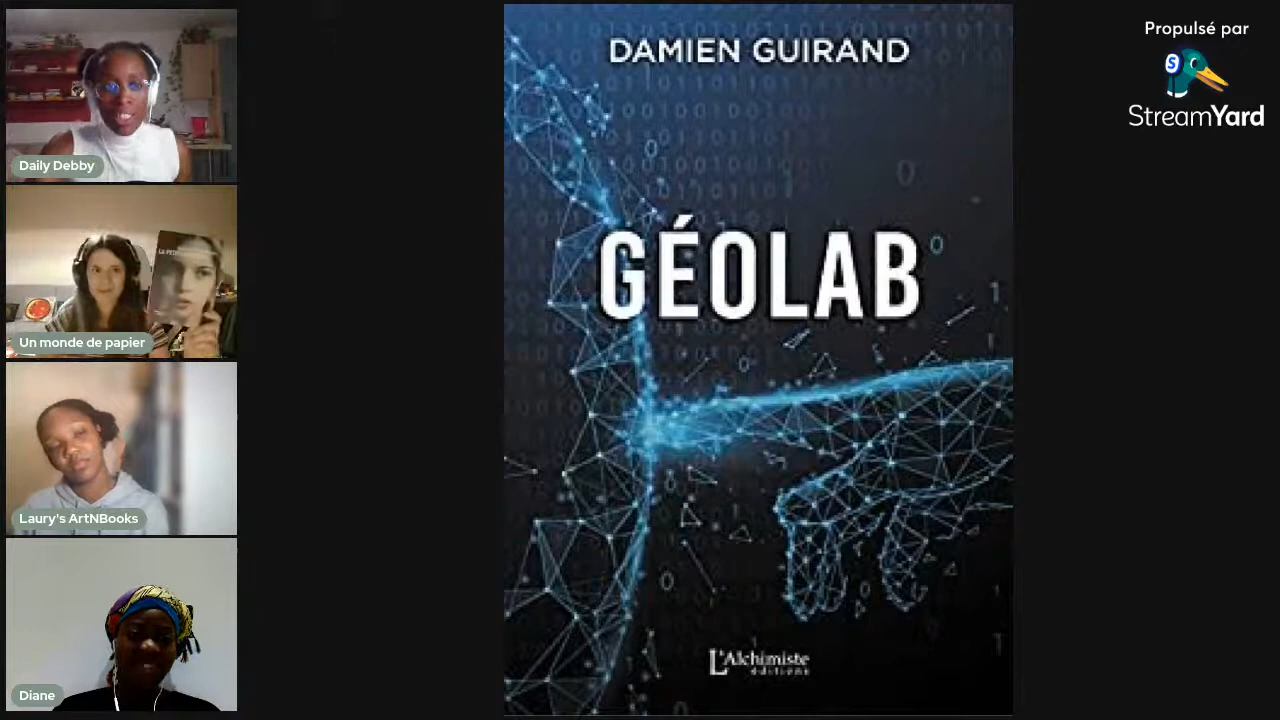 Daily Debby
Un monde de papier
Laury's ArtNBooks
Diane
DAMIEN GUIRAND
GÉOLAB
L'Alchimiste
éditions
Propulsé par
StreamYard